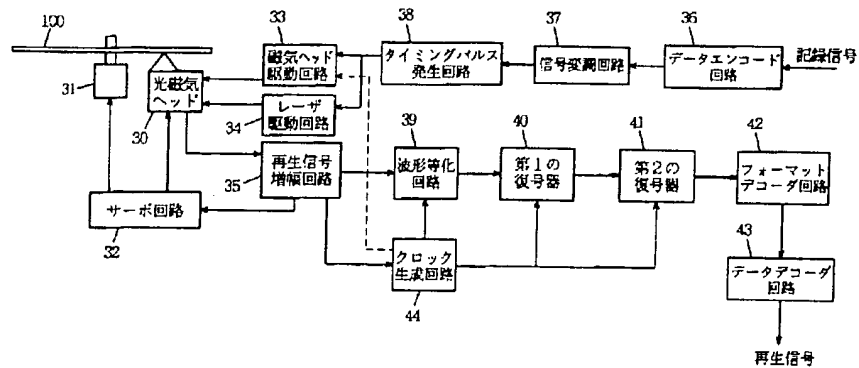 100
31
光磁気
ヘッド
30
33
磁気ヘッド
駆動回路
レーザ
駆動回路
34
38
タイミングパルス
発生回路
37
信号変調回路
36
データエンコード
回路
記録信号
再生信号
増幅回路
35
サーボ回路
32
39
波形等化
回路
40
第1の
復号器
41
第2の
復号器
42
フォーマット
デコーダ回路
クロック
生成回路
44
43
データデコーダ
回路
再生信号